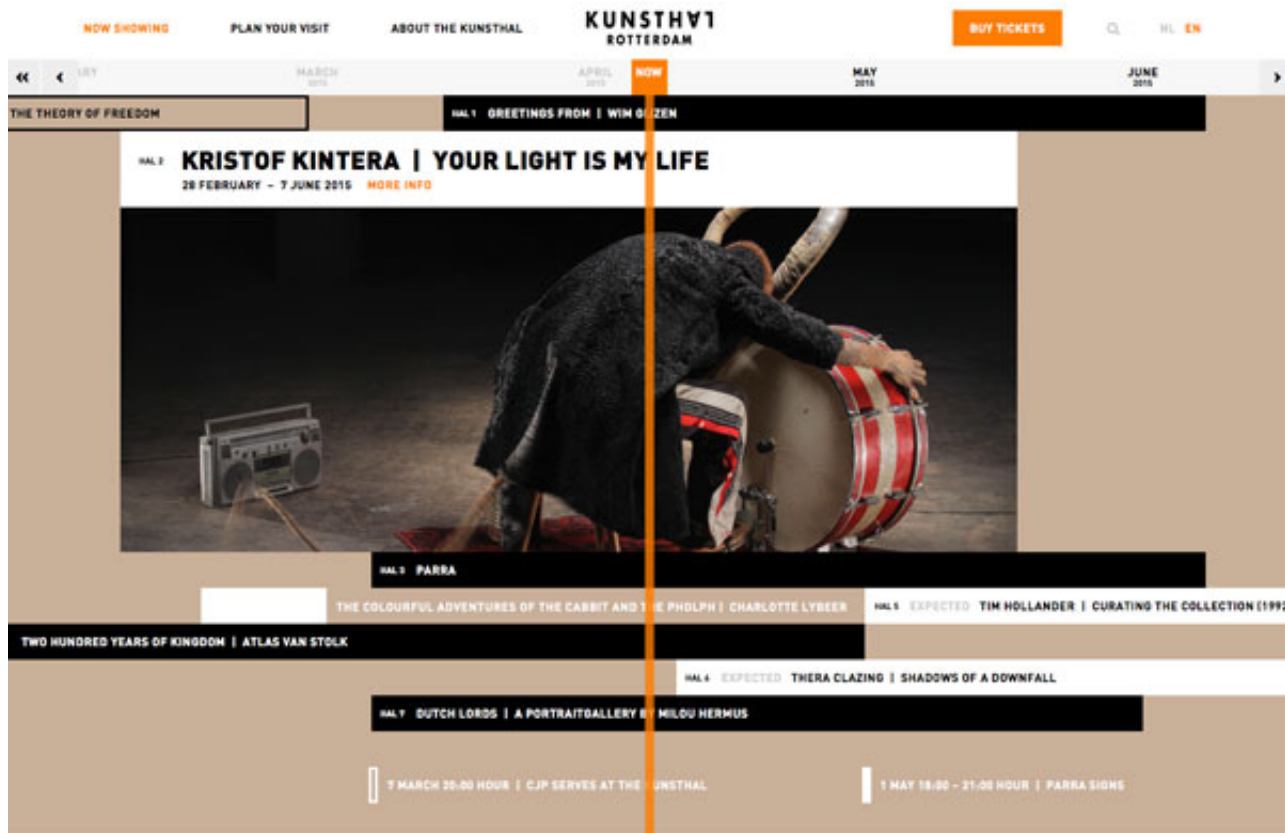 NOW SHOWING PLAN YOUR VISIT ABOUT THE KUNSTHAL KUNSTHAL BUY TICKETS NL EN
ROTTERDAM
MARCH APRIL NOW MAY JUNE
2015 2015 2015 2015
THE THEORY OF FREEDOM HAL 1 GREETINGS FROM | WIM
HAL 2 KRISTOF KINTERA | YOUR LIGHT IS MY LIFE
28 FEBRUARY – 7 JUNE 2015 MORE INFO
HAL 3 PARRA
THE COLOURFUL ADVENTURES OF THE CABBIT AND THE PHOLPH | CHARLOTTE LYBEER HAL 5 EXPECTED TIM HOLLANDER | CURATING THE COLLECTION (1992
TWO HUNDRED YEARS OF KINGDOM | ATLAS VAN STOLK
HAL 6 EXPECTED THERA CLAZING | SHADOWS OF A DOWNFALL
HAL 7 DUTCH LORDS | A PORTRAITGALLERY BY MILOU HERMUS
7 MARCH 20:00 HOUR | CJP SERVES AT THE KUNSTHAL 1 MAY 18:00 – 21:00 HOUR | PARRA SIGNS